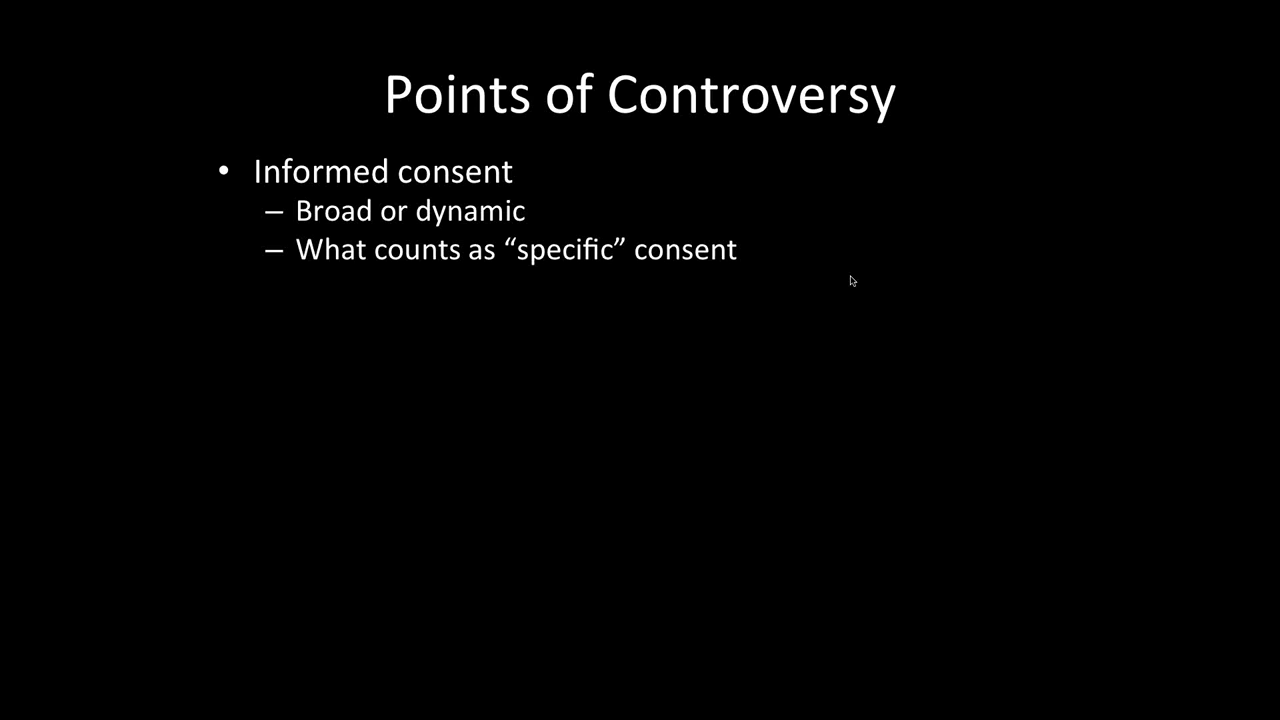 Points of Controversy
• Informed consent
– Broad or dynamic
– What counts as “specific” consent